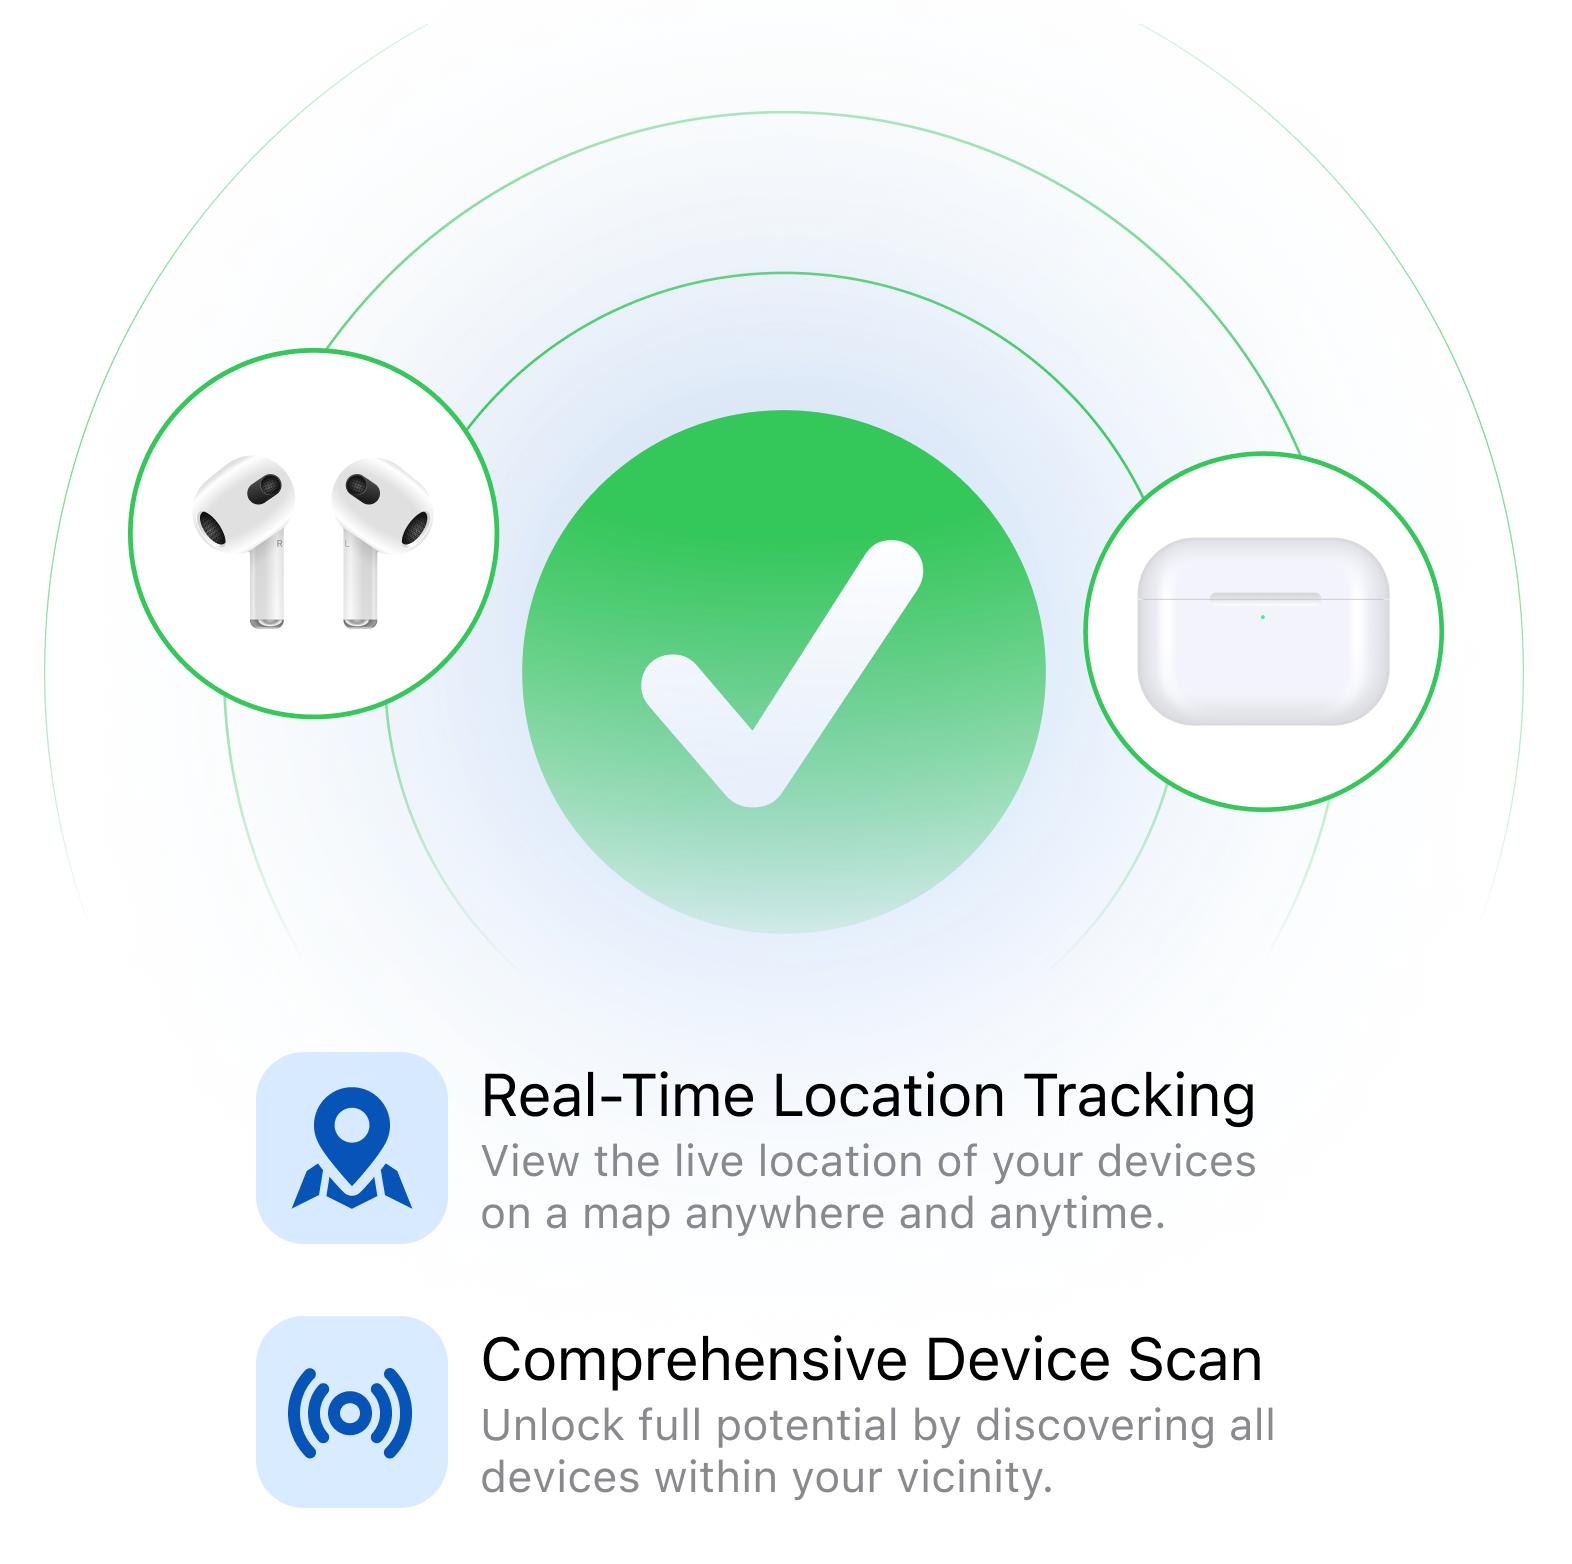 R L
Real-Time Location Tracking
View the live location of your devices
on a map anywhere and anytime.
Comprehensive Device Scan
Unlock full potential by discovering all
devices within your vicinity.